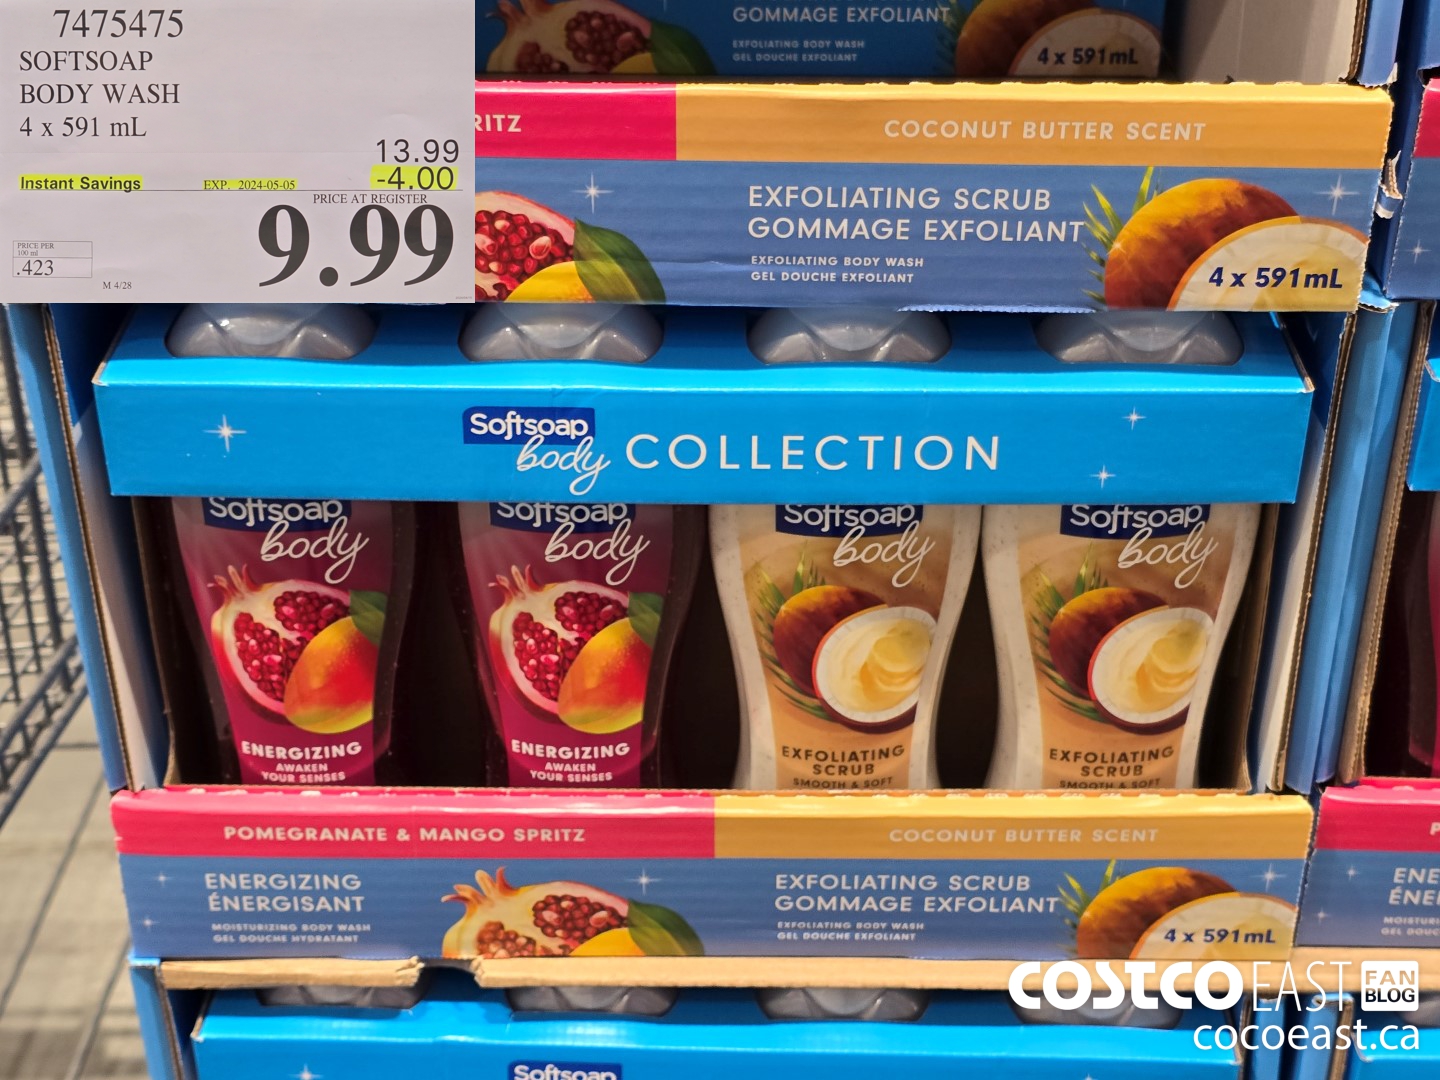 7475475
SOFTSOAP
BODY WASH
4 x 591 mL
13.99
Instant Savings EXP. 2024-05-05 -4.00
PRICE AT REGISTER
9.99
PRICE PER
100 ml
.423
M 4/28
GOMMAGE EXFOLIANT
EXFOLIATING BODY WASH
GEL DOUCHE EXFOLIANT
4 x 591mL
RITZ
COCONUT BUTTER SCENT
EXFOLIATING SCRUB
GOMMAGE EXFOLIANT
EXFOLIATING BODY WASH
GEL DOUCHE EXFOLIANT
4 x 591mL
Softsoap
body COLLECTION
Softsoap
body
ENERGIZING
AWAKEN
YOUR SENSES
Softsoap
body
ENERGIZING
AWAKEN
YOUR SENSES
Softsoap
body
EXFOLIATING
SCRUB
SMOOTH & SOFT
Softsoap
body
EXFOLIATING
SCRUB
SMOOTH & SOFT
POMEGRANATE & MANGO SPRITZ
COCONUT BUTTER SCENT
ENERGIZING
ÉNERGISANT
MOISTURIZING BODY WASH
GEL DOUCHE HYDRATANT
EXFOLIATING SCRUB
GOMMAGE EXFOLIANT
EXFOLIATING BODY WASH
GEL DOUCHE EXFOLIANT
4 x 591mL
P
ENE
ÉNE
MOISTURI
GEL DOUC
Softsoap
COSTCO EAST FAN BLOG
cocoeast.ca